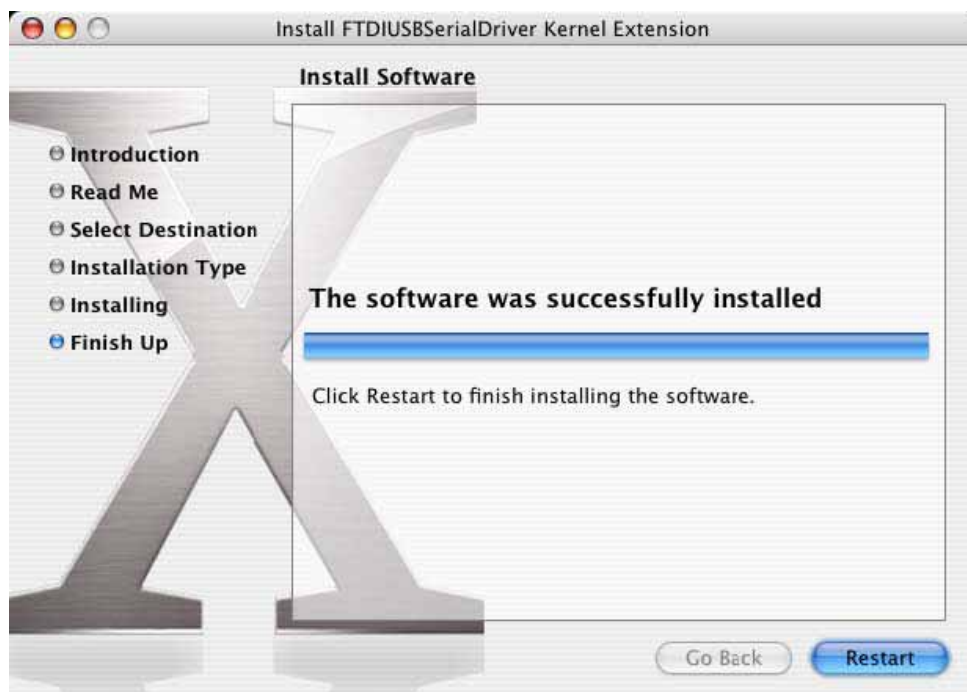 Install FTDIUSBSerialDriver Kernel Extension
Install Software
Introduction
Read Me
Select Destination
Installation Type
Installing
Finish Up
The software was successfully installed
Click Restart to finish installing the software.
Go Back
Restart